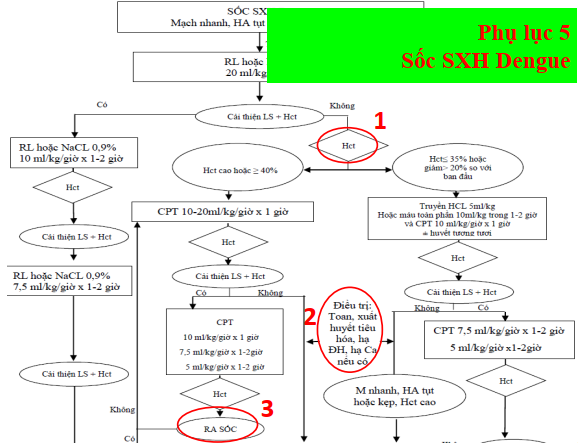 SỐC SX
Mạch nhanh, HA tụt
Phụ lục 5
Sốc SXH Dengue
RL hoặc
20 ml/kg
Có
Cải thiện LS + Hct
Không
1
RL hoặc NaCL 0,9%
10 ml/kg/giờ x 1-2 giờ
Hct
Hct cao hoặc ≥ 40%
Hct≤ 35% hoặc
giảm> 20% so với
ban đầu
Hct
CPT 10-20ml/kg/giờ x 1 giờ
Truyền HCL 5ml/kg
Hoặc máu toàn phần 10ml/kg trong 1-2 giờ
và CPT 10 ml/kg/giờ x 1 giờ
± huyết tương tươi
Cải thiện LS + Hct
Hct
Hct
RL hoặc NaCL 0,9%
7,5 ml/kg/giờ x 1-2 giờ
Cải thiện LS + Hct
Có
Không
Cải thiện LS + Hct
Không
Có
2
Điều trị:
Toan, xuất
huyết tiêu
hóa, hạ
ĐH, hạ Ca
nếu có
CPT
10 ml/kg/giờ x 1 giờ
7,5 ml/kg/giờ x 1-2giờ
5 ml/kg/giờ x 1-2 giờ
CPT 7,5 ml/kg/giờ x 1-2 giờ
5 ml/kg/giờ x1-2giờ
Cải thiện LS + Hct
Hct
M nhanh, HA tụt
hoặc kẹp, Hct cao
Hct
Không
3
RA SỐC
Có
Không